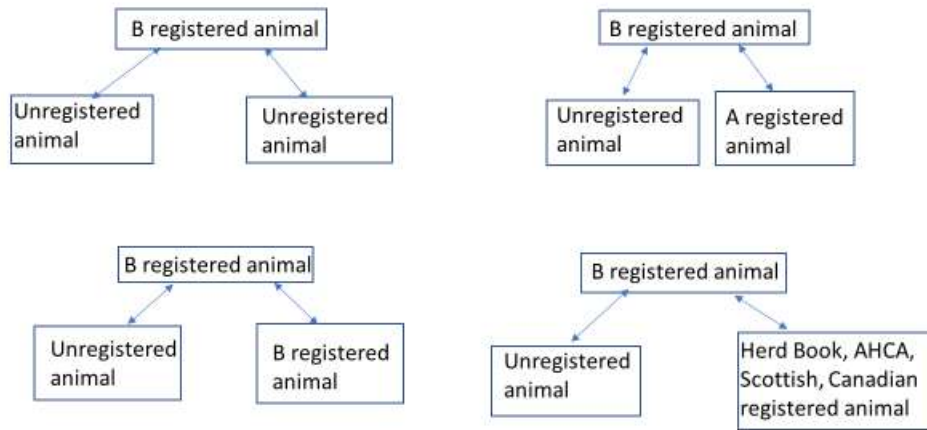 B registered animal
Unregistered
animal
Unregistered
animal
B registered animal
Unregistered
animal
A registered
animal
B registered animal
Unregistered
animal
B registered
animal
B registered animal
Unregistered
animal
Herd Book, AHCA,
Scottish, Canadian
registered animal